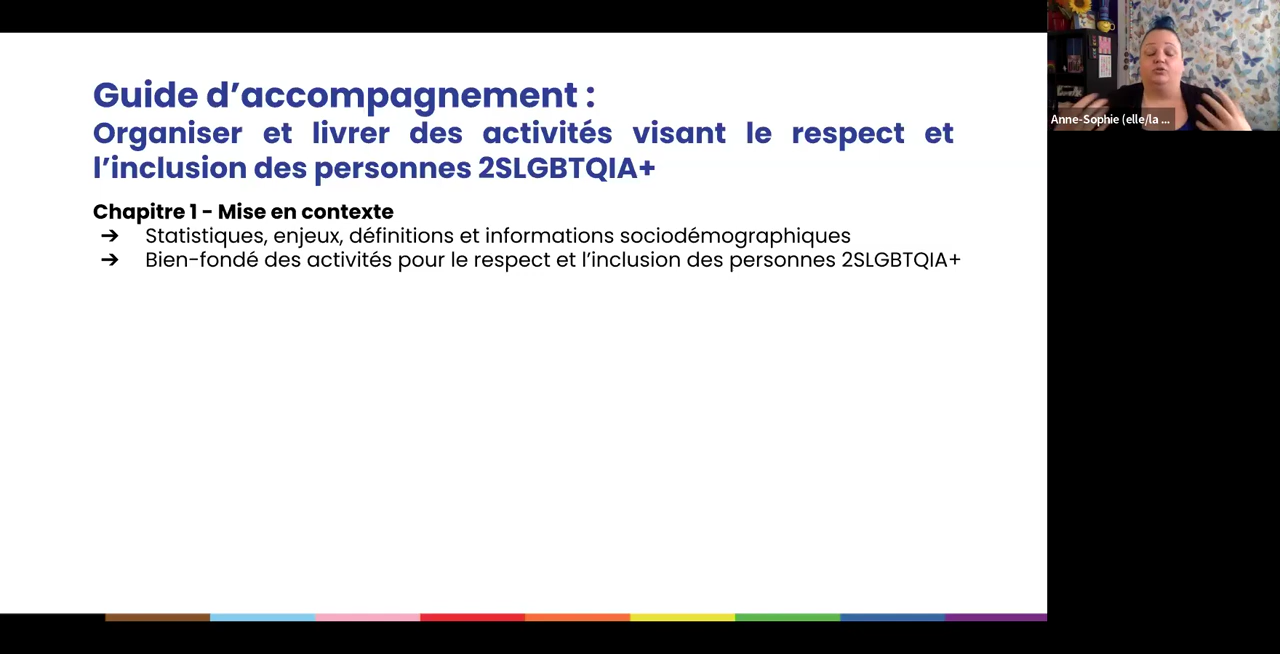 Guide d’accompagnement :
Organiser et livrer des activités visant le respect et
l’inclusion des personnes 2SLGBTQIA+
Chapitre 1 - Mise en contexte
➔ Statistiques, enjeux, définitions et informations sociodémographiques
➔ Bien-fondé des activités pour le respect et l’inclusion des personnes 2SLGBTQIA+
Anne-Sophie (elle/la ...